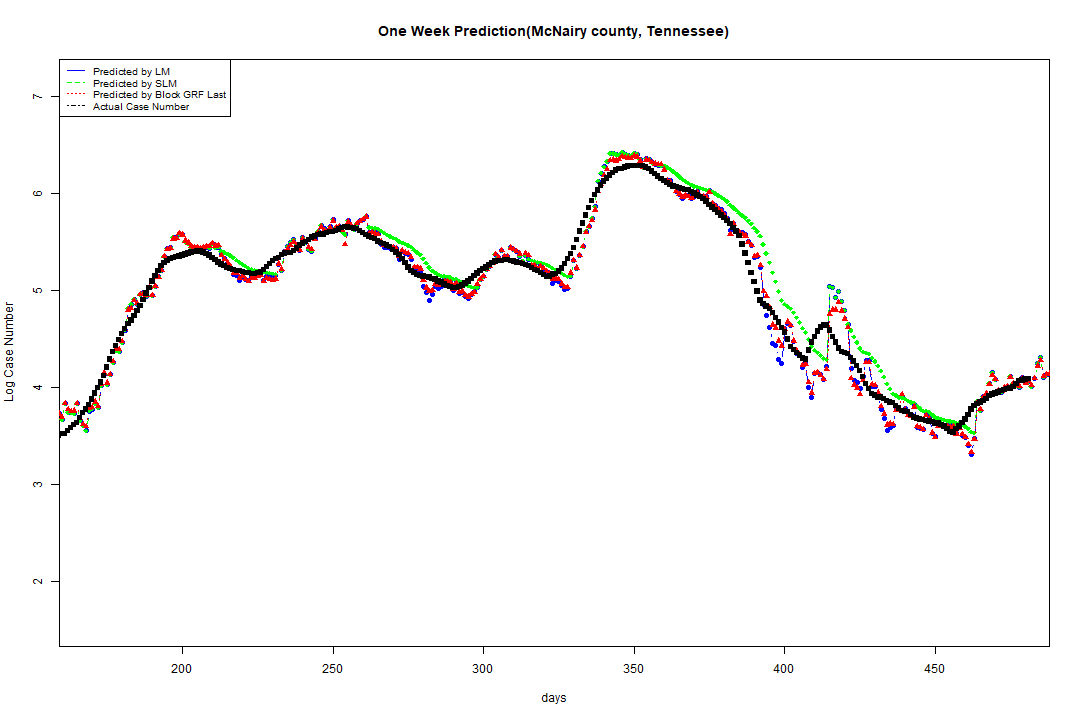 One Week Prediction(McNairy county, Tennessee)
Predicted by LM
Predicted by SLM
Predicted by Block GRF Last
Actual Case Number
7
6
5
4
3
2
Log Case Number
200 250 300 350 400 450
days